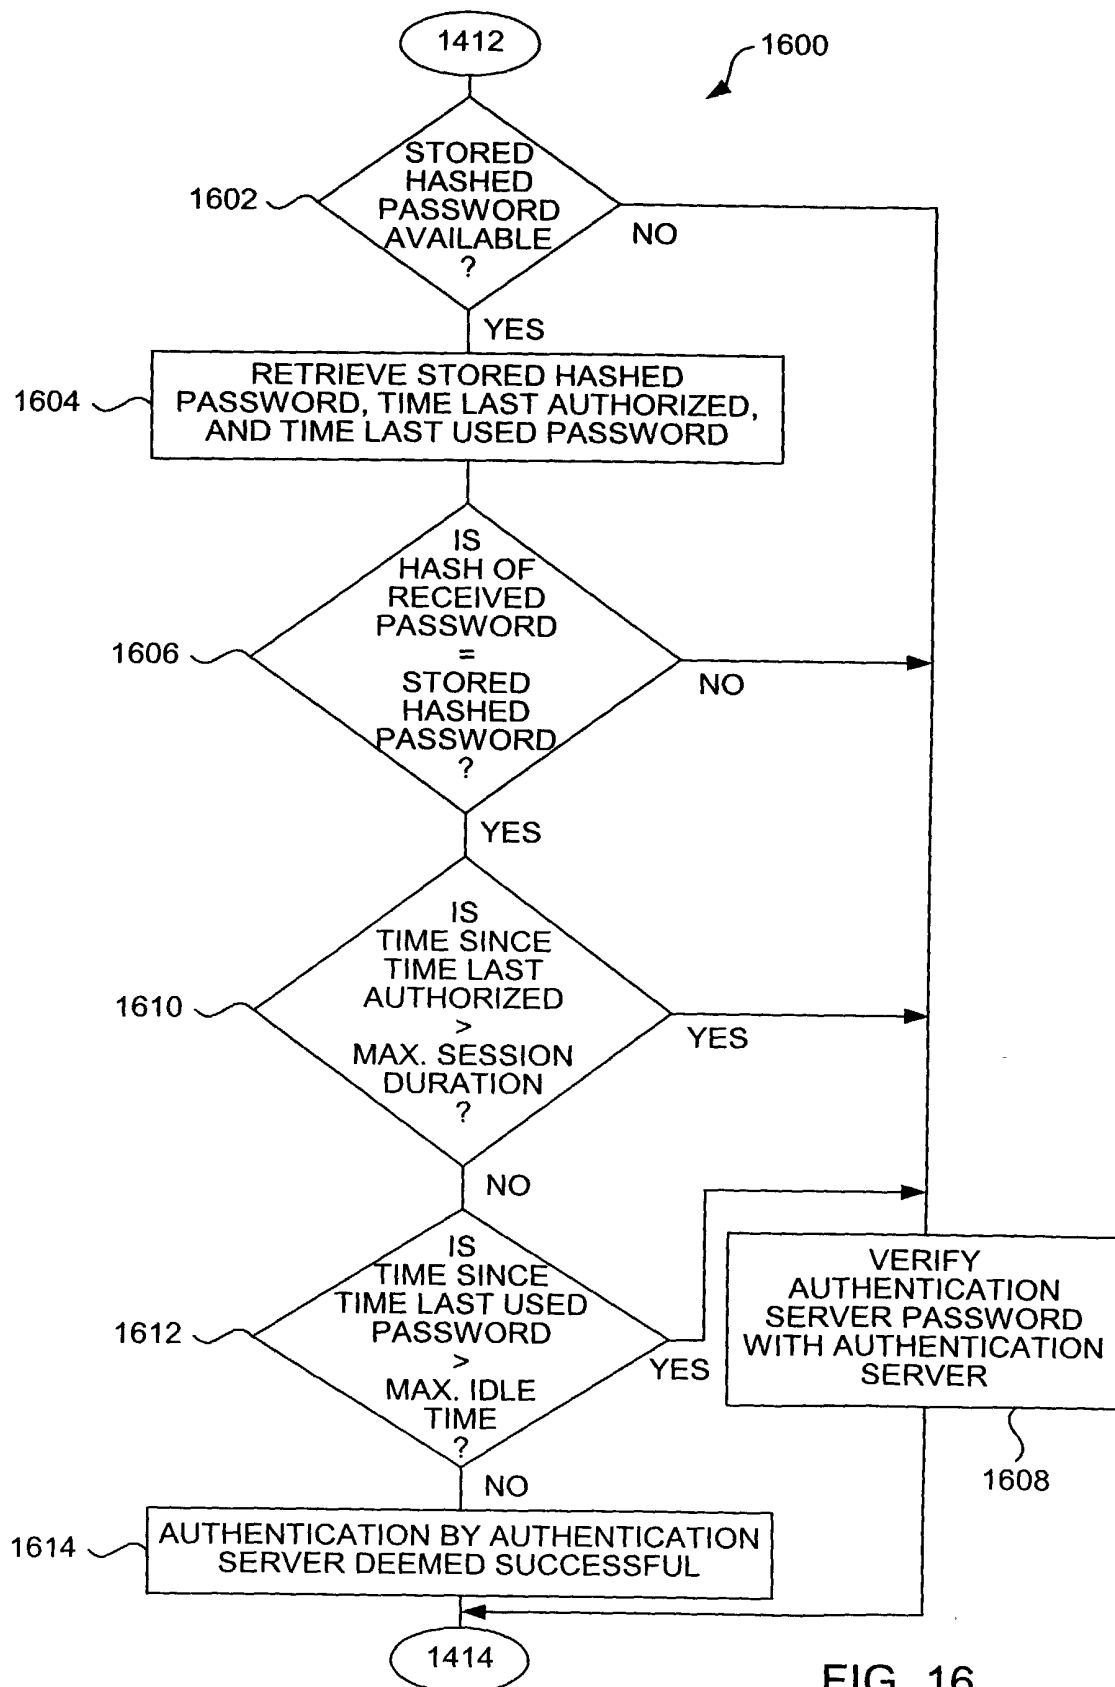 1412
1600
STORED
HASHED
PASSWORD
AVAILABLE
?
1602
NO
YES
RETRIEVE STORED HASHED
PASSWORD, TIME LAST AUTHORIZED,
AND TIME LAST USED PASSWORD
1604
IS
HASH OF
RECEIVED
PASSWORD
=
STORED
HASHED
PASSWORD
?
1606
NO
YES
IS
TIME SINCE
TIME LAST
AUTHORIZED
>
MAX. SESSION
DURATION
?
1610
YES
NO
IS
TIME SINCE
TIME LAST USED
PASSWORD
>
MAX. IDLE
TIME
?
1612
YES
NO
VERIFY
AUTHENTICATION
SERVER PASSWORD
WITH AUTHENTICATION
SERVER
1608
AUTHENTICATION BY AUTHENTICATION
SERVER DEEMED SUCCESSFUL
1614
1414
FIG. 16